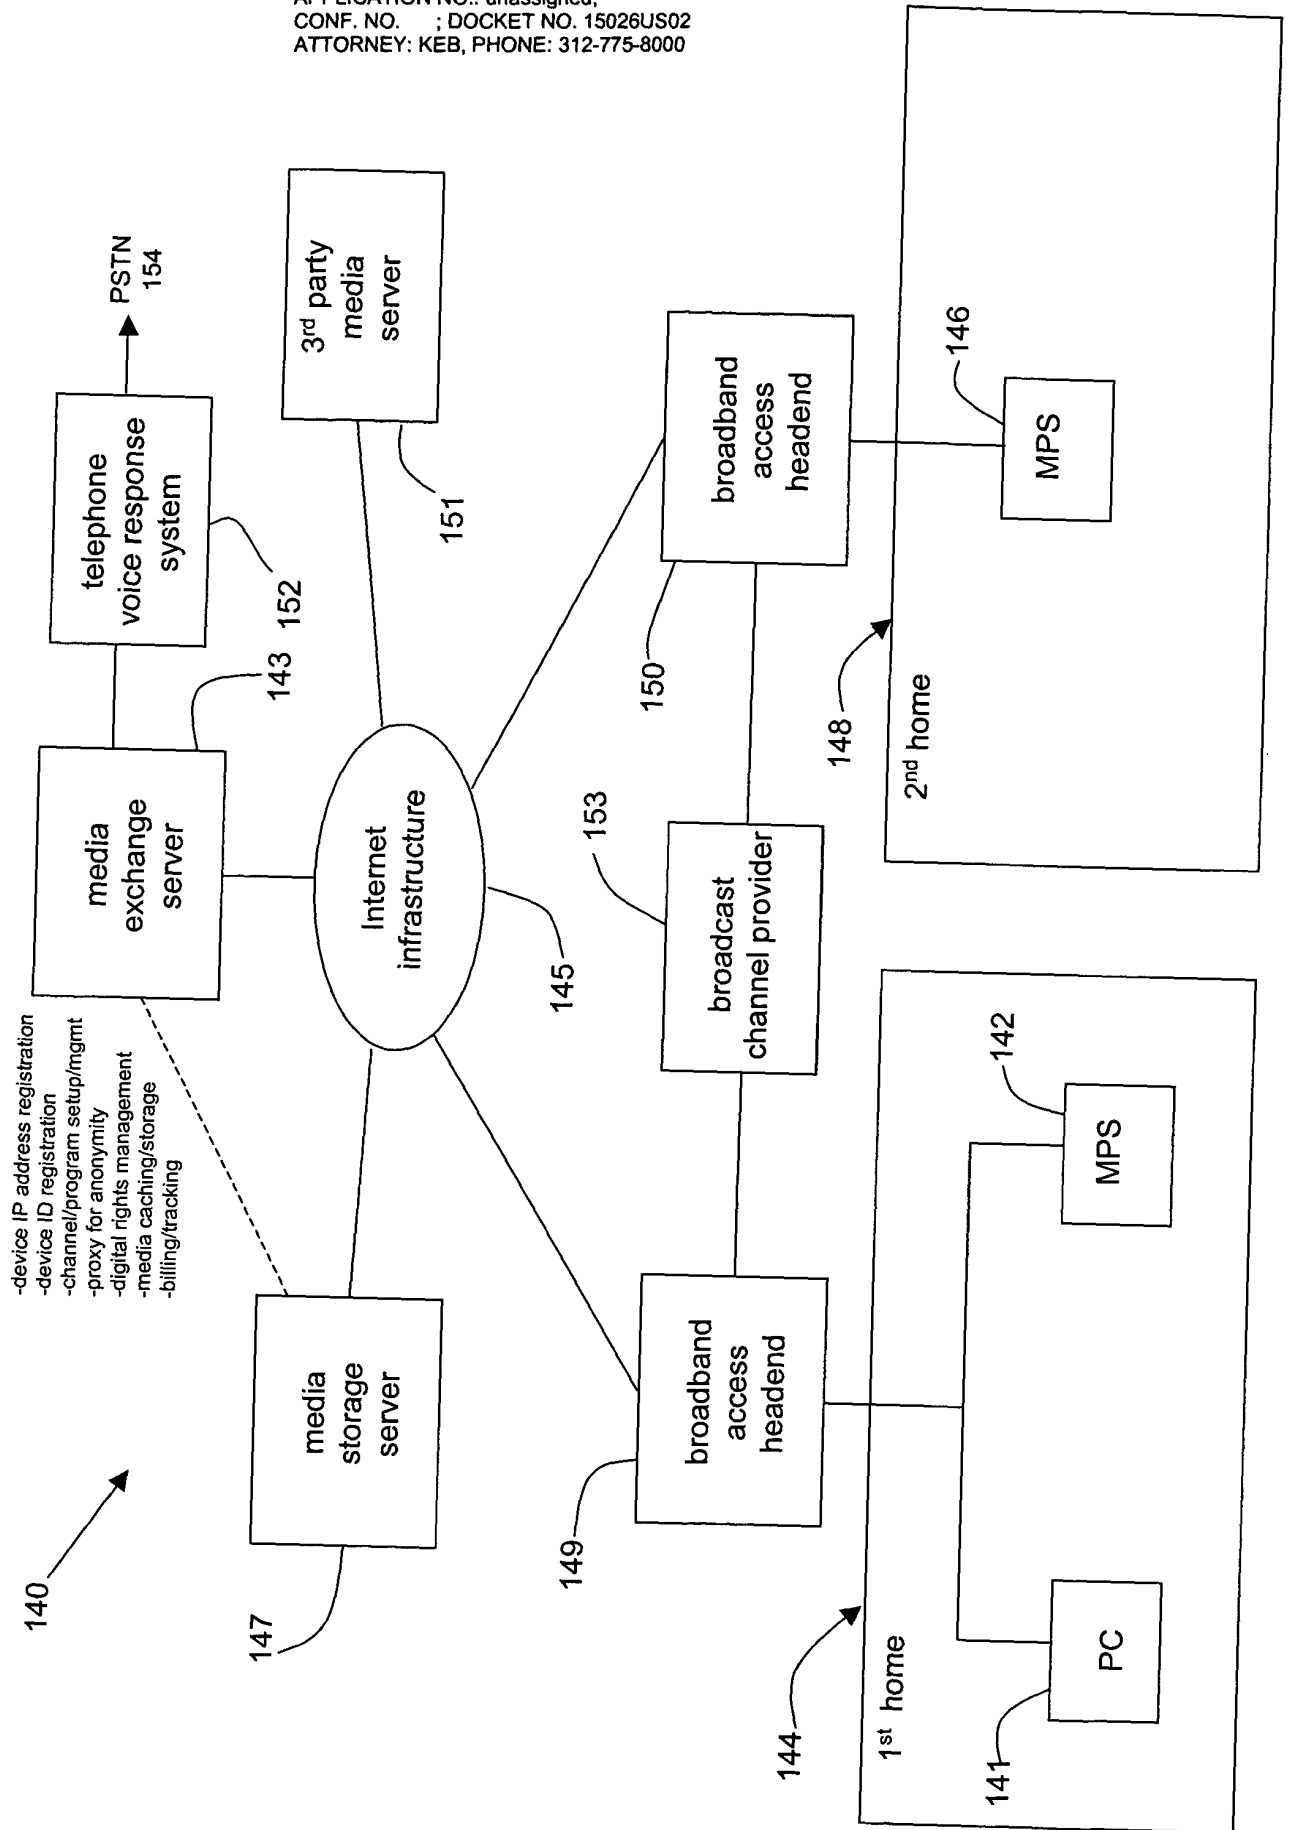 APPLICATION NO.: unassigned;
CONF. NO. ; DOCKET NO. 15026US02
ATTORNEY: KEB, PHONE: 312-775-8000
140
-device IP address registration
-device ID registration
-channel/program setup/mgmt
-proxy for anonymity
-digital rights management
-media caching/storage
-billing/tracking
media
exchange
server
143
telephone
voice response
system
152
PSTN
154
147
media
storage
server
Internet
infrastructure
145
3rd party
media
server
151
149
broadband
access
headend
broadcast
channel provider
153
broadband
access
headend
150
144
1st home
141
PC
MPS
142
148
2nd home
MPS
146